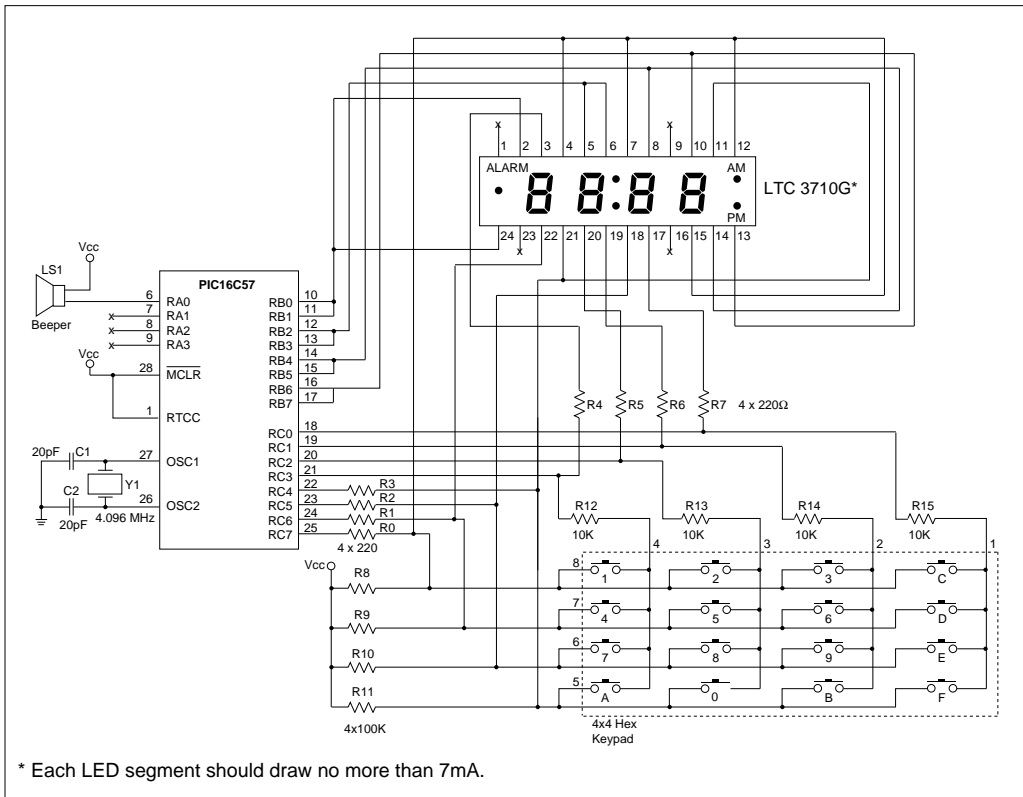 1 2 3 4 5 6 7 8 9 10 11 12
x x
ALARM AM
LTC 3710G*
PM
24 23 22 21 20 19 18 17 16 15 14 13
x x
Vcc
LS1
Beeper
PIC16C57
6 RA0 RB0 10
x 7 RA1 RB1 11
x 8 RA2 RB2 12
x 9 RA3 RB3 13
Vcc RB4 14
28 MCLR RB5 15
RB6 16
1 RTCC RB7 17
R4 R5 R6 R7 4 x 220Ω
RC0 18
RC1 19
20pF C1 27 OSC1 RC2 20
RC3 21
Y1 RC4 22 R3
C2 26 OSC2 RC5 23 R2
20pF 4.096 MHz RC6 24 R1
RC7 25 R0
4 x 220
R12 R13 R14 R15
10K 10K 10K 10K
4 3 2 1
Vcc
R8 8 1 2 3 C
R9 7 4 5 6 D
R10 6 7 8 9 E
R11 5 A 0 B F
4x100K
4x4 Hex
Keypad
* Each LED segment should draw no more than 7mA.